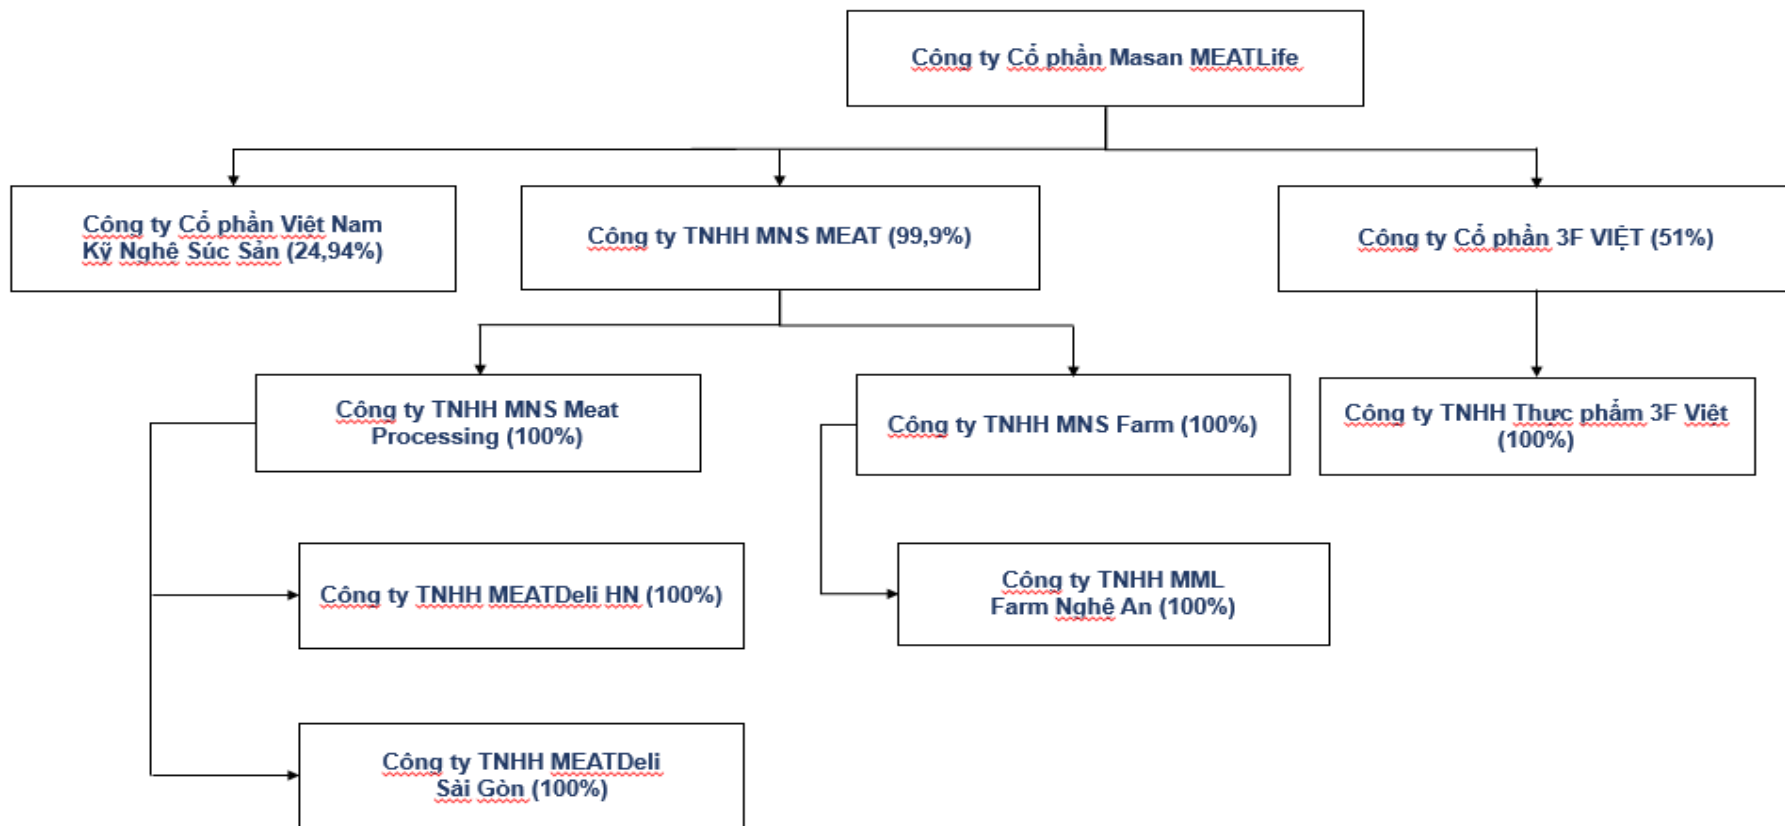 Công ty Cổ phần Masan MEATLife
Công ty Cổ phần Việt Nam
Kỹ Nghệ Súc Sản (24,94%)
Công ty TNHH MNS MEAT (99,9%)
Công ty Cổ phần 3F VIỆT (51%)
Công ty TNHH MNS Meat
Processing (100%)
Công ty TNHH MNS Farm (100%)
Công ty TNHH Thực phẩm 3F Việt
(100%)
Công ty TNHH MEATDeli HN (100%)
Công ty TNHH MML
Farm Nghệ An (100%)
Công ty TNHH MEATDeli
Sài Gòn (100%)